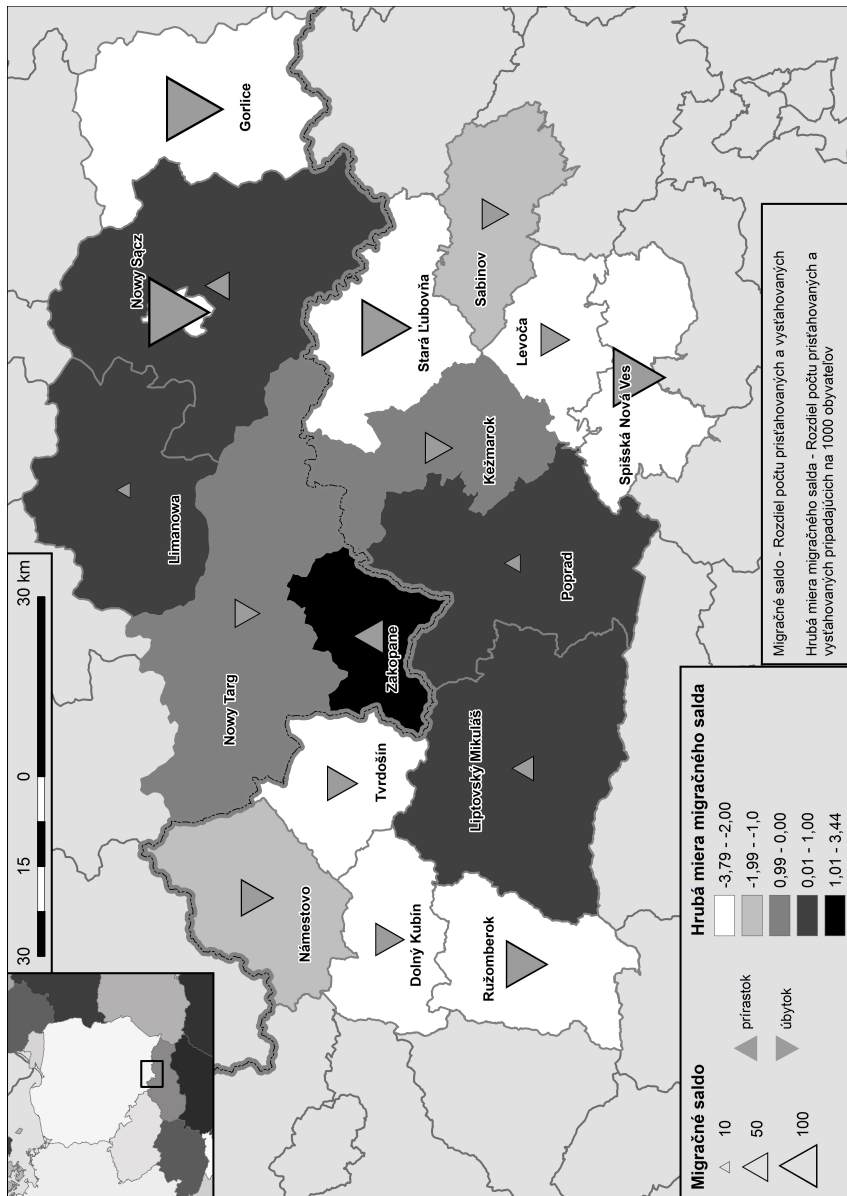 30
15
0
30 km
Gorlice
Nowy Sącz
Limanowa
Nowy Targ
Zakopane
Stará Ľubovňa
Sabinov
Levoča
Spišská Nová Ves
Kežmarok
Poprad
Liptovský Mikuláš
Tvrdošín
Námestovo
Dolný Kubín
Ružomberok
Migračné saldo
10
50
100
prírastok
úbytok
Hrubá miera migračného salda
-3,79 - -2,00
-1,99 - -1,0
0,99 - 0,00
0,01 - 1,00
1,01 - 3,44
Migračné saldo - Rozdiel počtu prisťahovaných a vysťahovaných
Hrubá miera migračného salda - Rozdiel počtu prisťahovaných a
vysťahovaných pripadajúcich na 1000 obyvateľov